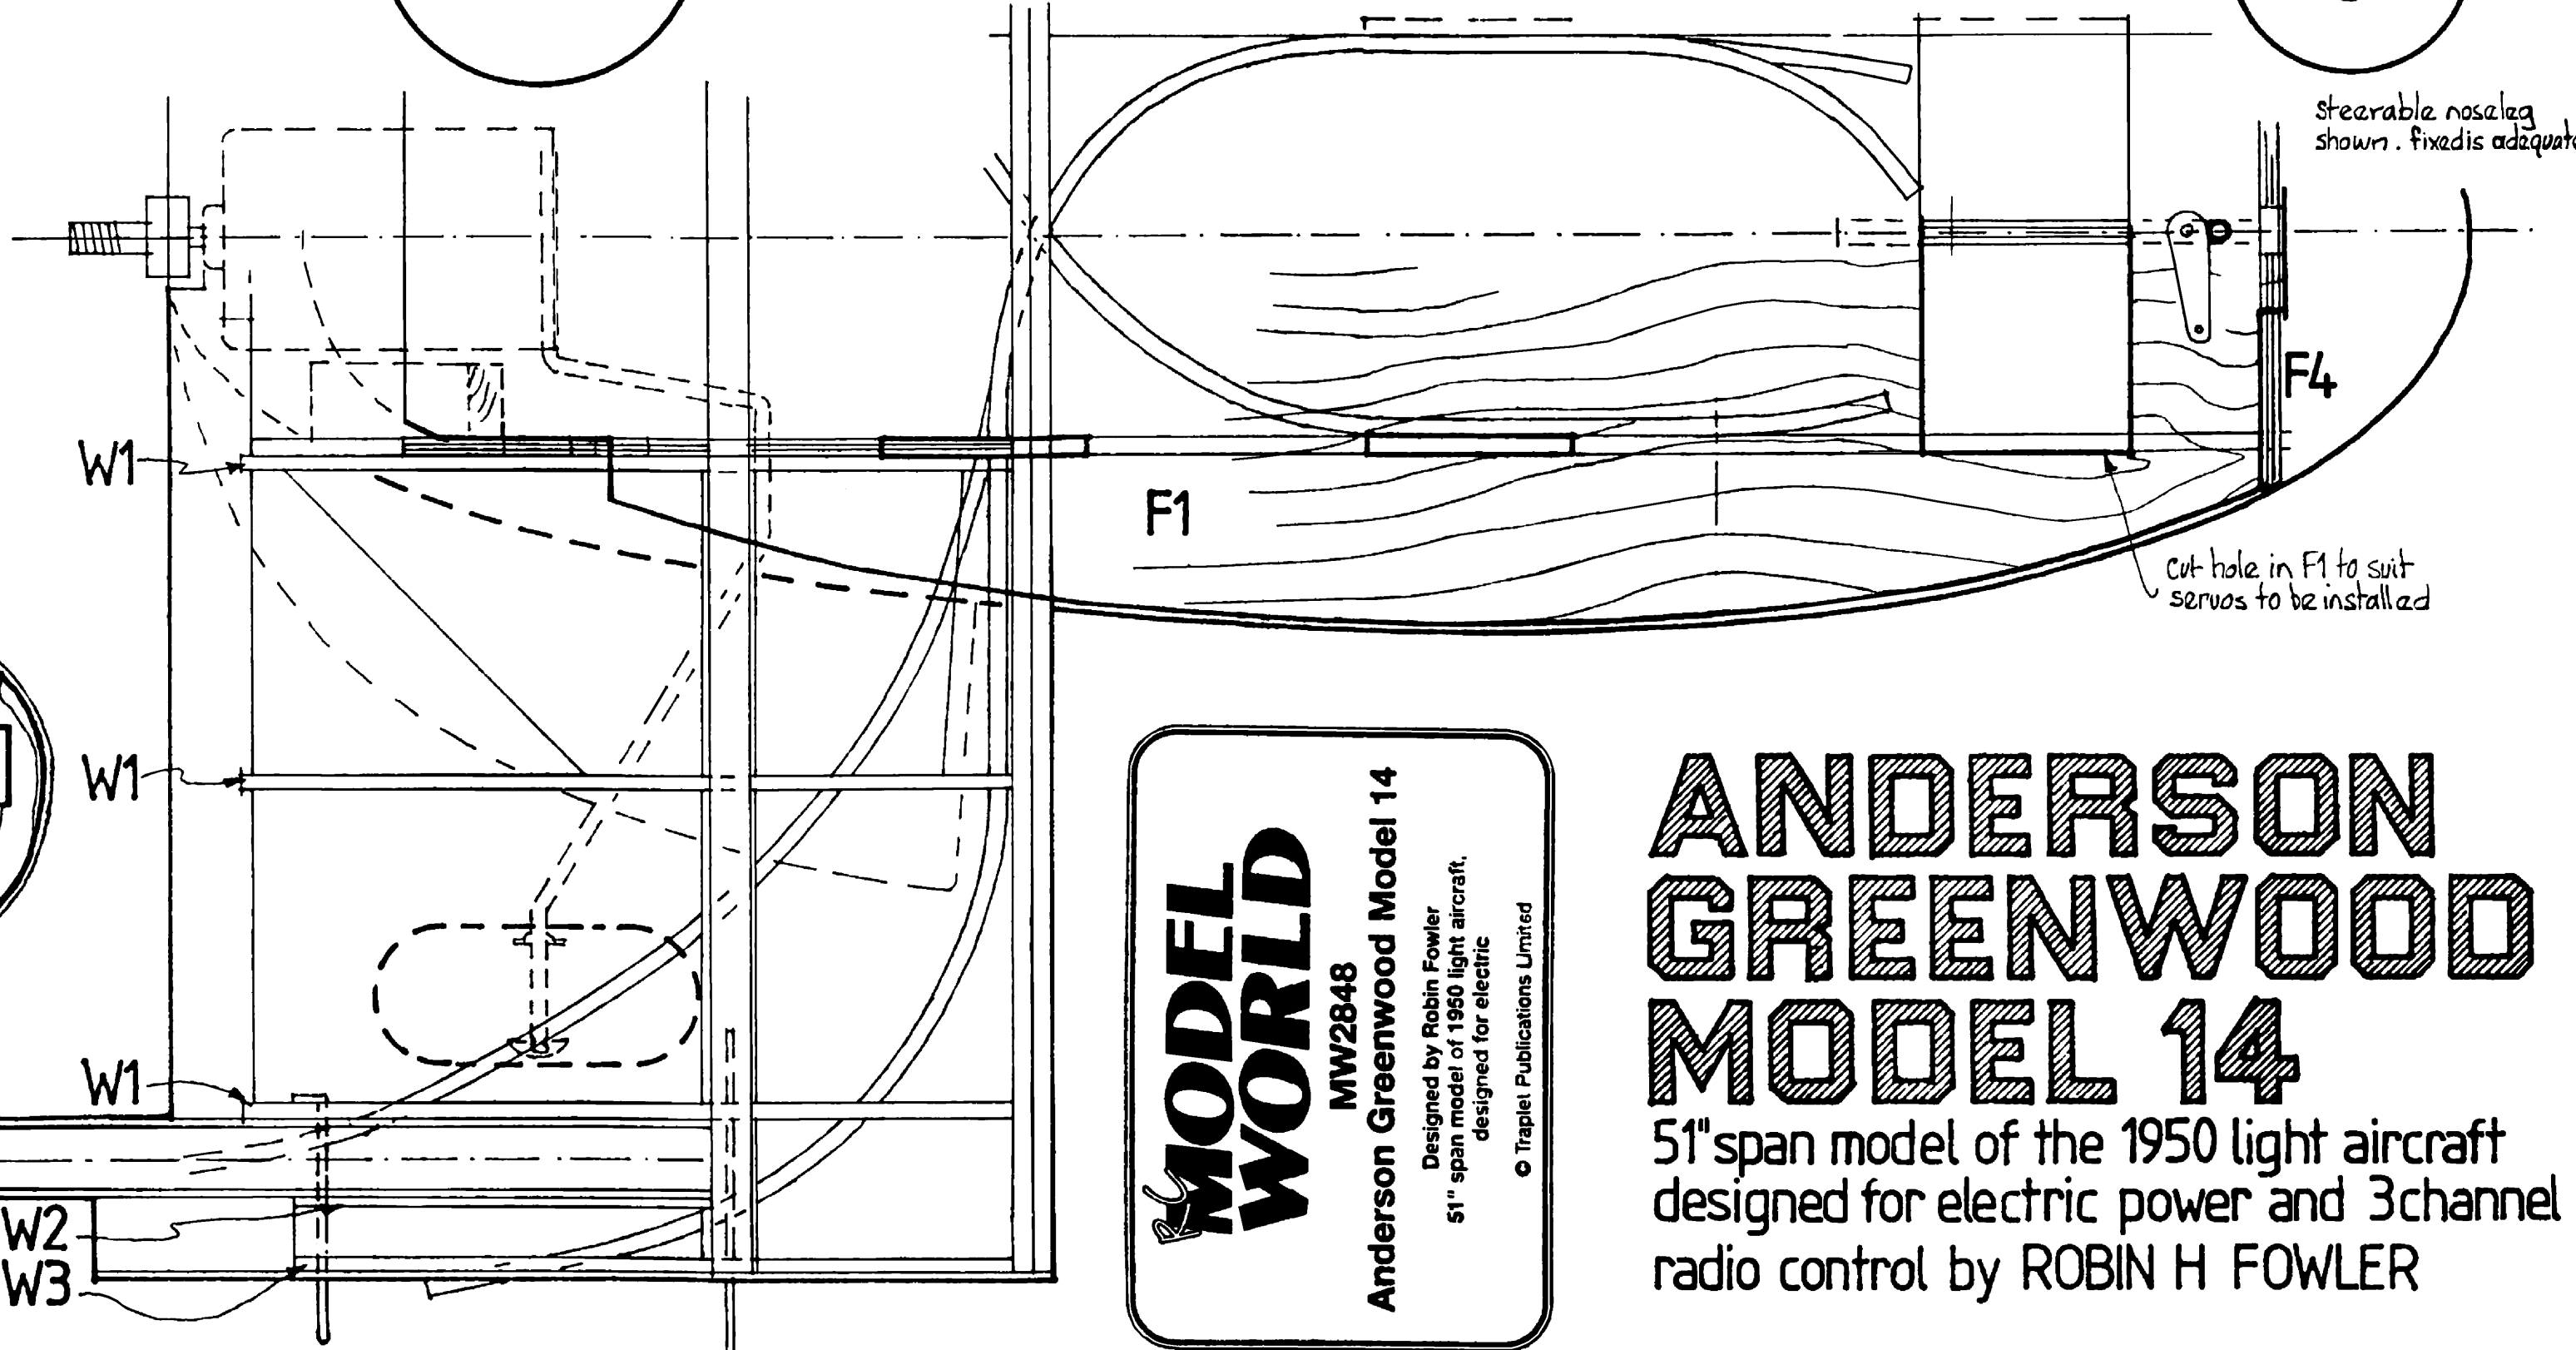 steerable noseleg
shown. fixed is adequate
F4
W1
F1
cut hole in F1 to suit
servos to be installed
W1
W1
W2
W3
RC MODEL
WORLD
MW2848
Anderson Greenwood Model 14
Designed by Robin Fowler
51" span model of 1950 light aircraft,
designed for electric
© Traplet Publications Limited
ANDERSON
GREENWOOD
MODEL 14
51" span model of the 1950 light aircraft
designed for electric power and 3channel
radio control by ROBIN H FOWLER